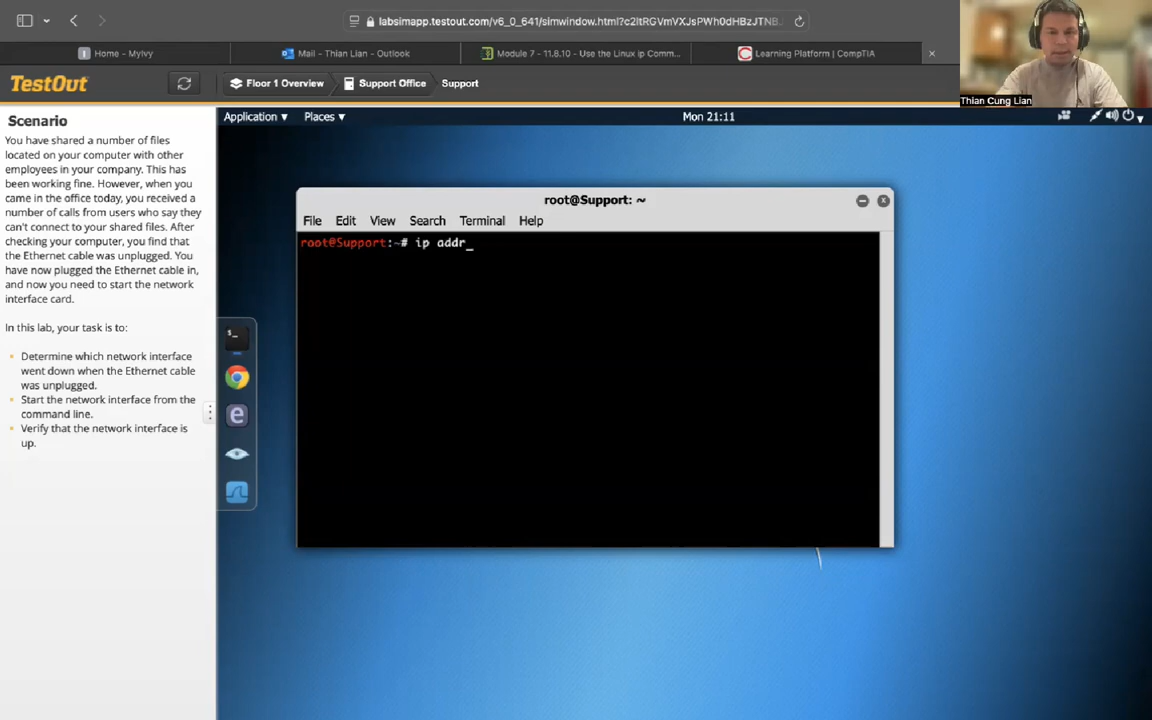 labsimapp.testout.com/v6_0_641/simwindow.html?c2ltRGVmVXJsPWh0dHBzJTNB...
Home - MyIvy
Mail - Thian Lian - Outlook
Module 7 - 11.8.10 - Use the Linux ip Comm...
Learning Platform | CompTIA
Thian Cung Lian
TestOut
Floor 1 Overview
Support Office
Support
Scenario
You have shared a number of files
located on your computer with other
employees in your company. This has
been working fine. However, when you
came in the office today, you received a
number of calls from users who say they
can't connect to your shared files. After
checking your computer, you find that
the Ethernet cable was unplugged. You
have now plugged the Ethernet cable in,
and now you need to start the network
interface card.
In this lab, your task is to:
Determine which network interface
went down when the Ethernet cable
was unplugged.
Start the network interface from the
command line.
Verify that the network interface is
up.
Application ▾ Places ▾
Mon 21:11
root@Support: ~
File Edit View Search Terminal Help
root@Support:~# ip addr_